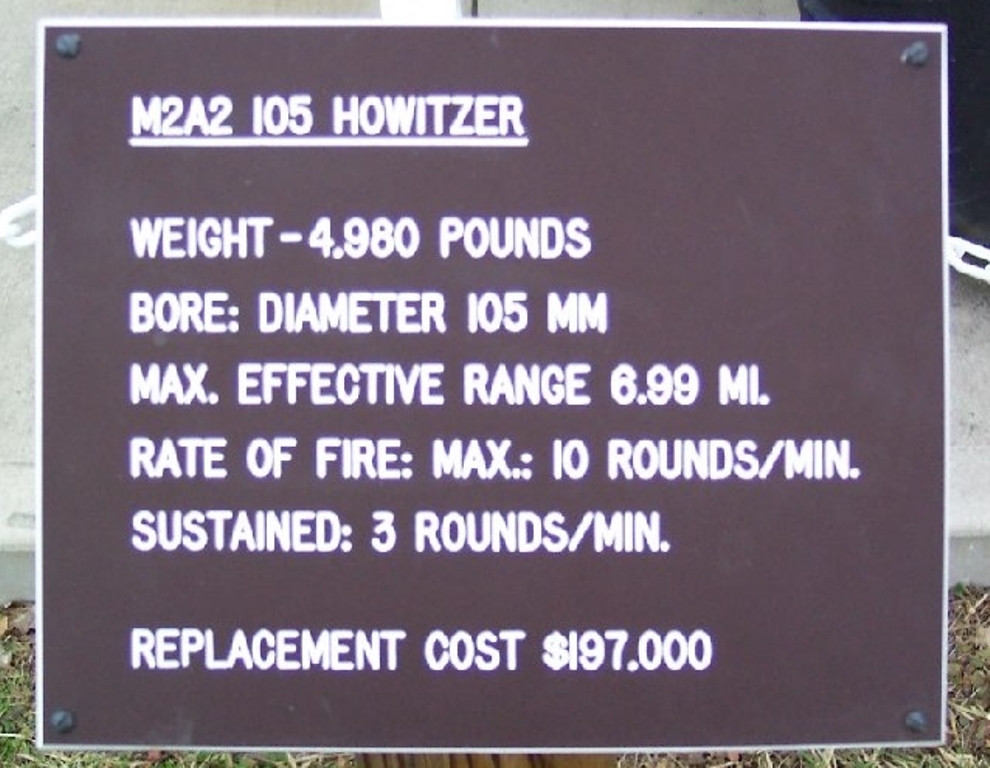 M2A2 105 HOWITZER
WEIGHT - 4.980 POUNDS
BORE: DIAMETER 105 MM
MAX. EFFECTIVE RANGE 6.99 MI.
RATE OF FIRE: MAX.: 10 ROUNDS/MIN.
SUSTAINED: 3 ROUNDS/MIN.
REPLACEMENT COST $197.000